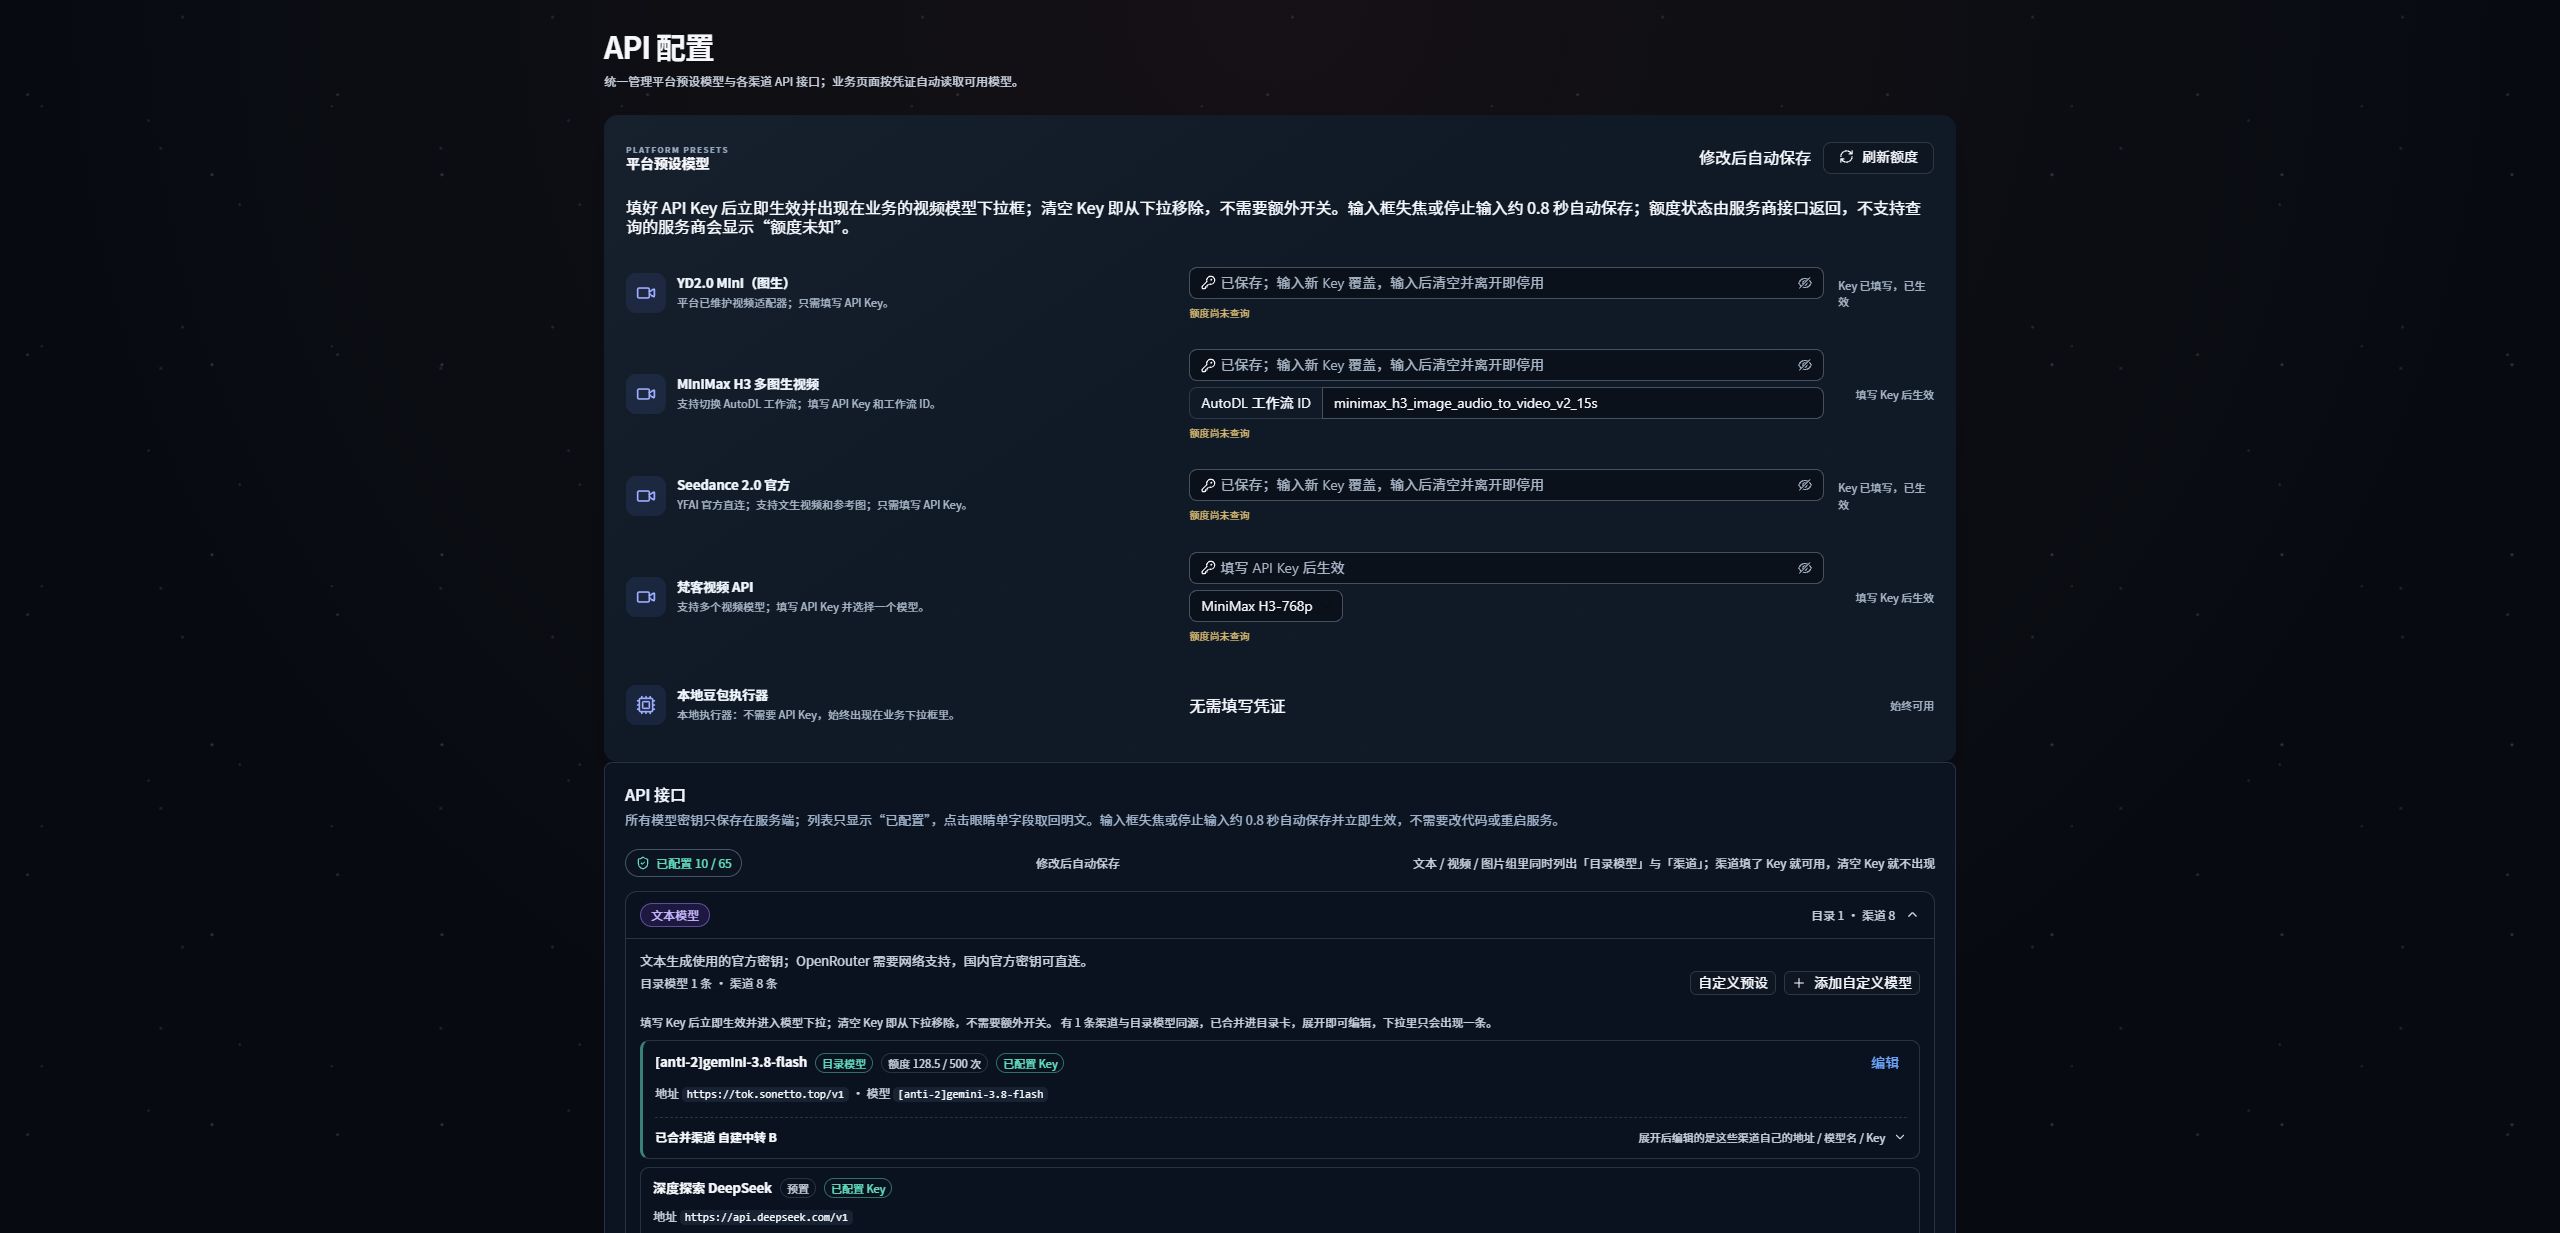 API 配置
统一管理平台预设模型与各渠道 API 接口；业务页面按凭证自动读取可用模型。
PLATFORM PRESETS
平台预设模型
修改后自动保存
刷新额度
填好 API Key 后立即生效并出现在业务的视频模型下拉框；清空 Key 即从下拉移除，不需要额外开关。输入框失焦或停止输入约 0.8 秒自动保存；额度状态由服务商接口返回，不支持查
询的服务商会显示“额度未知”。
YD2.0 Mini（图生）
平台已维护视频适配器；只需填写 API Key。
已保存；输入新 Key 覆盖，输入后清空并离开即停用
额度尚未查询
Key 已填写，已生
效
MiniMax H3 多图生视频
支持切换 AutoDL 工作流；填写 API Key 和工作流 ID。
已保存；输入新 Key 覆盖，输入后清空并离开即停用
AutoDL 工作流 ID
minimax_h3_image_audio_to_video_v2_15s
额度尚未查询
填写 Key 后生效
Seedance 2.0 官方
YFAI 官方直连；支持文生视频和参考图；只需填写 API Key。
已保存；输入新 Key 覆盖，输入后清空并离开即停用
额度尚未查询
Key 已填写，已生
效
梵客视频 API
支持多个视频模型；填写 API Key 并选择一个模型。
填写 API Key 后生效
MiniMax H3-768p
额度尚未查询
填写 Key 后生效
本地豆包执行器
本地执行器：不需要 API Key，始终出现在业务下拉框里。
无需填写凭证
始终可用
API 接口
所有模型密钥只保存在服务端；列表只显示“已配置”，点击眼睛单字段取回明文。输入框失焦或停止输入约 0.8 秒自动保存并立即生效，不需要改代码或重启服务。
已配置 10 / 65
修改后自动保存
文本 / 视频 / 图片组里同时列出「目录模型」与「渠道」；渠道填了 Key 就可用，清空 Key 就不出现
文本模型
目录 1 · 渠道 8
文本生成使用的官方密钥；OpenRouter 需要网络支持，国内官方密钥可直连。
目录模型 1 条 · 渠道 8 条
自定义预设
添加自定义模型
填写 Key 后立即生效并进入模型下拉；清空 Key 即从下拉移除，不需要额外开关。 有 1 条渠道与目录模型同源，已合并进目录卡，展开即可编辑，下拉里只会出现一条。
[anti-2]gemini-3.8-flash 目录模型 额度 128.5 / 500 次 已配置 Key
编辑
地址 https://tok.sonetto.top/v1 · 模型 [anti-2]gemini-3.8-flash
已合并渠道 自建中转 B
展开后编辑的是这些渠道自己的地址 / 模型名 / Key
深度探索 DeepSeek 预置 已配置 Key
地址 https://api.deepseek.com/v1